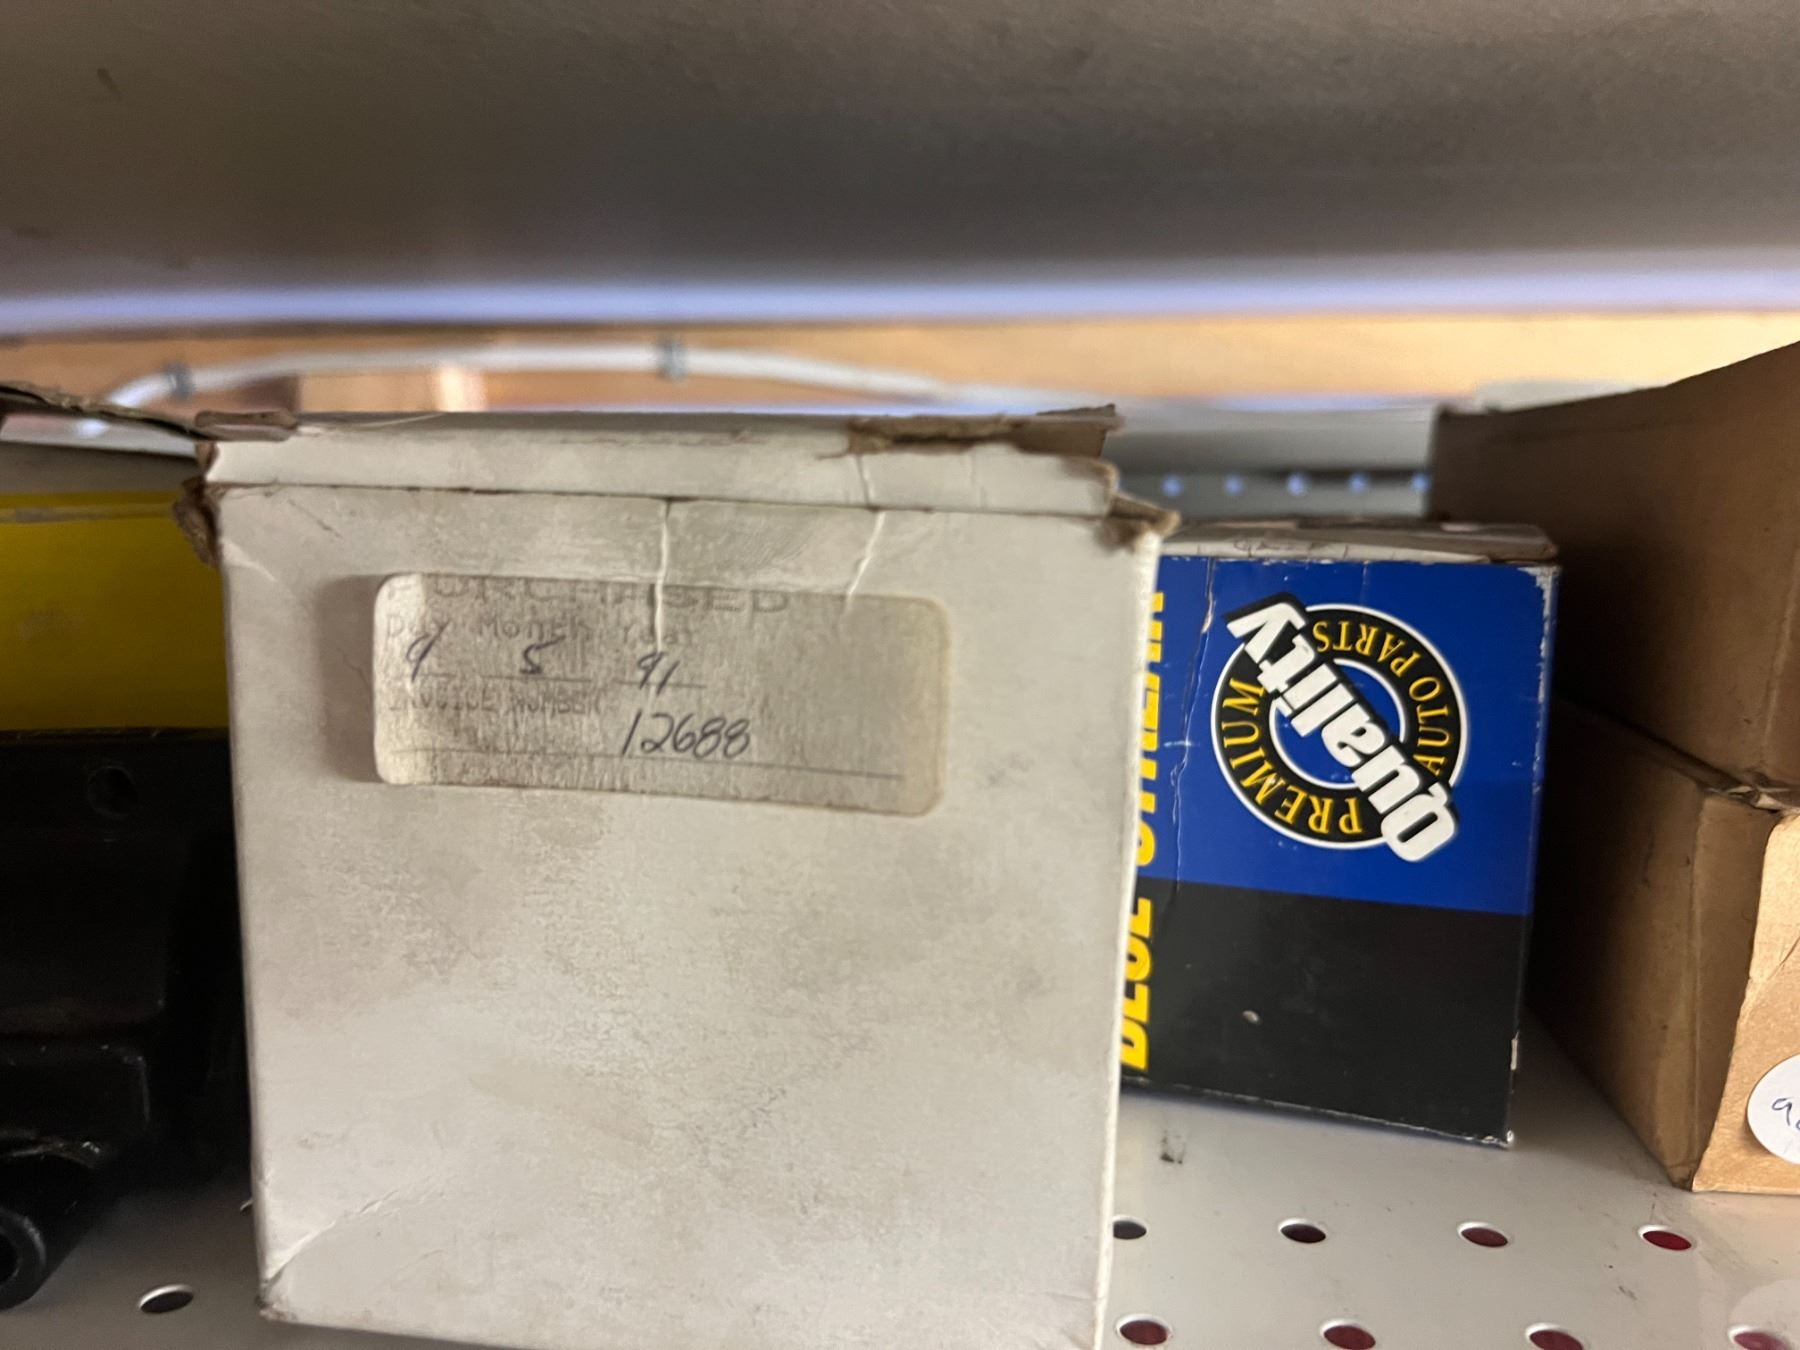 PURCHASED
Day Month Year
9 5 91
INVOICE NUMBER
12688
BLUE STREAK
Quality
PREMIUM
AUTO PARTS